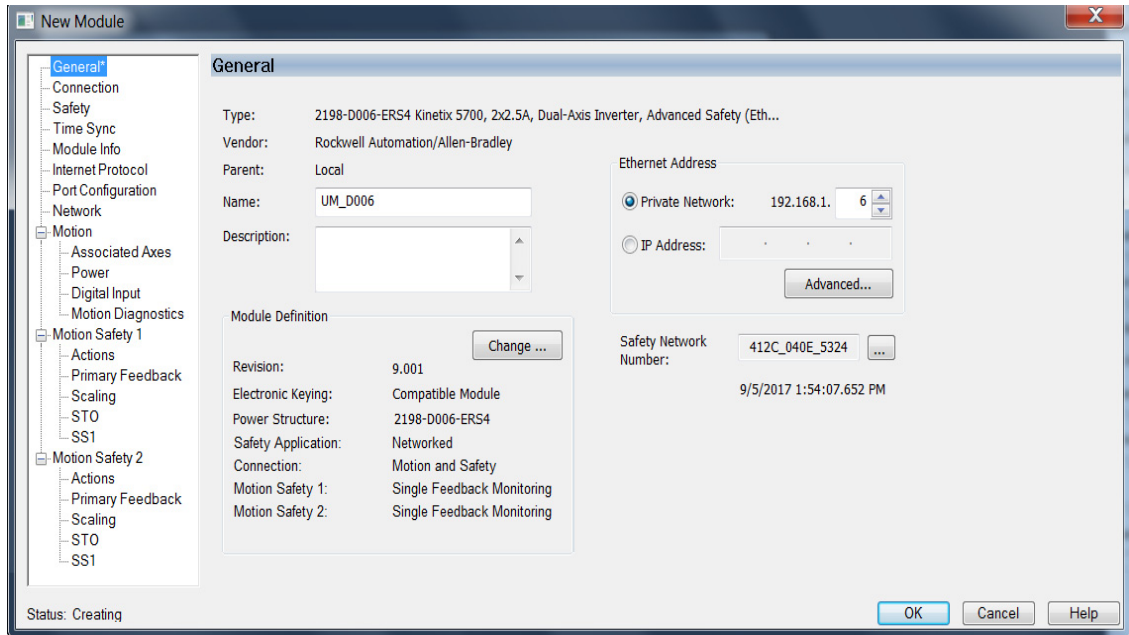 New Module
General*
Connection
Safety
Time Sync
Module Info
Internet Protocol
Port Configuration
Network
Motion
Associated Axes
Power
Digital Input
Motion Diagnostics
Motion Safety 1
Actions
Primary Feedback
Scaling
STO
SS1
Motion Safety 2
Actions
Primary Feedback
Scaling
STO
SS1
General
Type: 2198-D006-ERS4 Kinetix 5700, 2x2.5A, Dual-Axis Inverter, Advanced Safety (Eth...
Vendor: Rockwell Automation/Allen-Bradley
Parent: Local
Name: UM_D006
Description:
Module Definition
Change ...
Revision: 9.001
Electronic Keying: Compatible Module
Power Structure: 2198-D006-ERS4
Safety Application: Networked
Connection: Motion and Safety
Motion Safety 1: Single Feedback Monitoring
Motion Safety 2: Single Feedback Monitoring
Ethernet Address
Private Network: 192.168.1. 6
IP Address: . . .
Advanced...
Safety Network
Number: 412C_040E_5324 ...
9/5/2017 1:54:07.652 PM
Status: Creating
OK Cancel Help